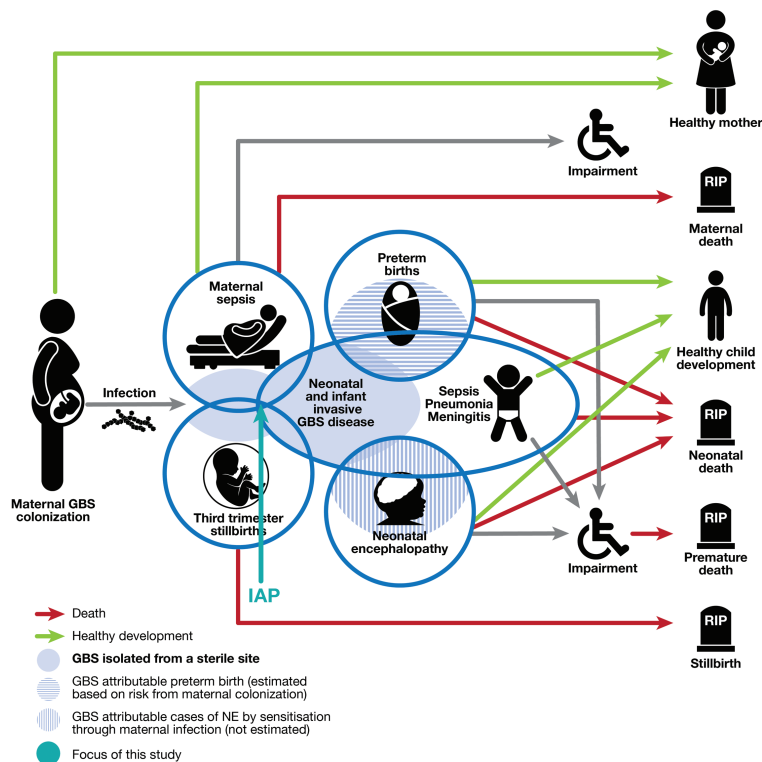 Healthy mother
Impairment
RIP
Maternal
death
Preterm
births
Maternal
sepsis
Healthy child
development
Infection
Neonatal
and infant
invasive
GBS disease
Sepsis
Pneumonia
Meningitis
RIP
Neonatal
death
Maternal GBS
colonization
Third trimester
stillbirths
Neonatal
encephalopathy
RIP
Impairment
Premature
death
IAP
RIP
Stillbirth
Death
Healthy development
GBS isolated from a sterile site
GBS attributable preterm birth (estimated
based on risk from maternal colonization)
GBS attributable cases of NE by sensitisation
through maternal infection (not estimated)
Focus of this study